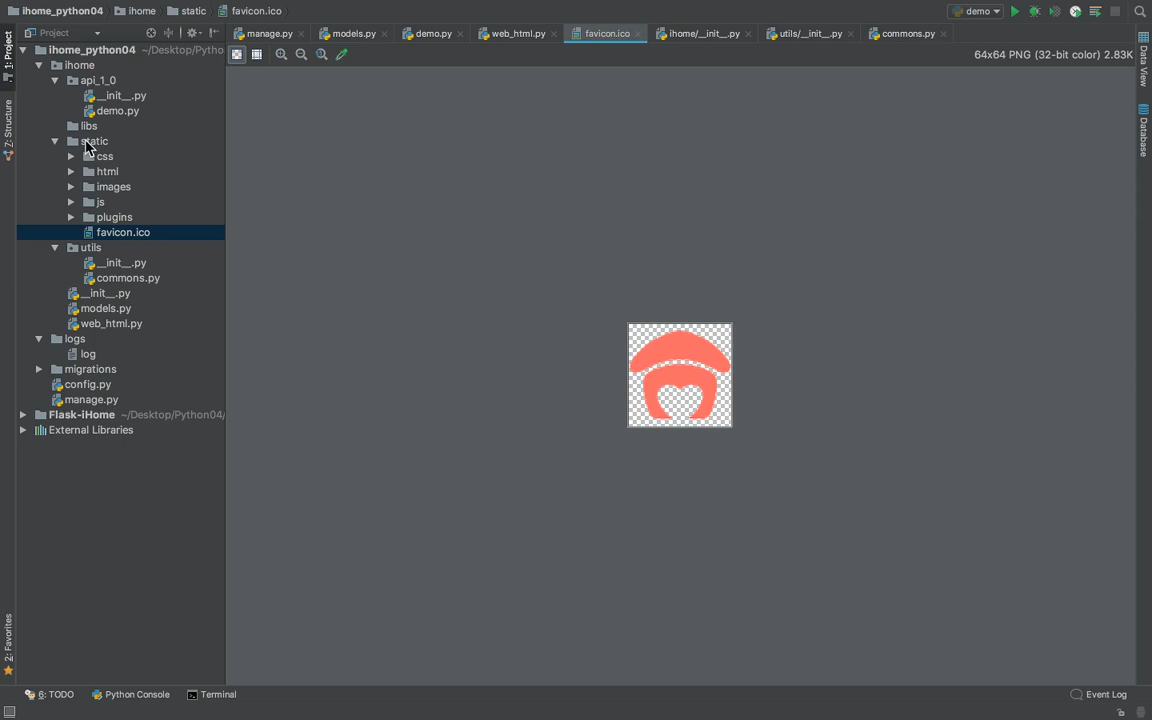 ihome_python04 ihome static favicon.ico demo
Project
manage.py models.py demo.py web_html.py favicon.ico ihome/__init__.py utils/__init__.py commons.py
64x64 PNG (32-bit color) 2.83K
1: Project
Z: Structure
2: Favorites
Data View
Database
ihome_python04 ~/Desktop/Pytho
ihome
api_1_0
__init__.py
demo.py
libs
static
css
html
images
js
plugins
favicon.ico
utils
__init__.py
commons.py
__init__.py
models.py
web_html.py
logs
log
migrations
config.py
manage.py
Flask-iHome ~/Desktop/Python04/
External Libraries
6: TODO Python Console Terminal Event Log